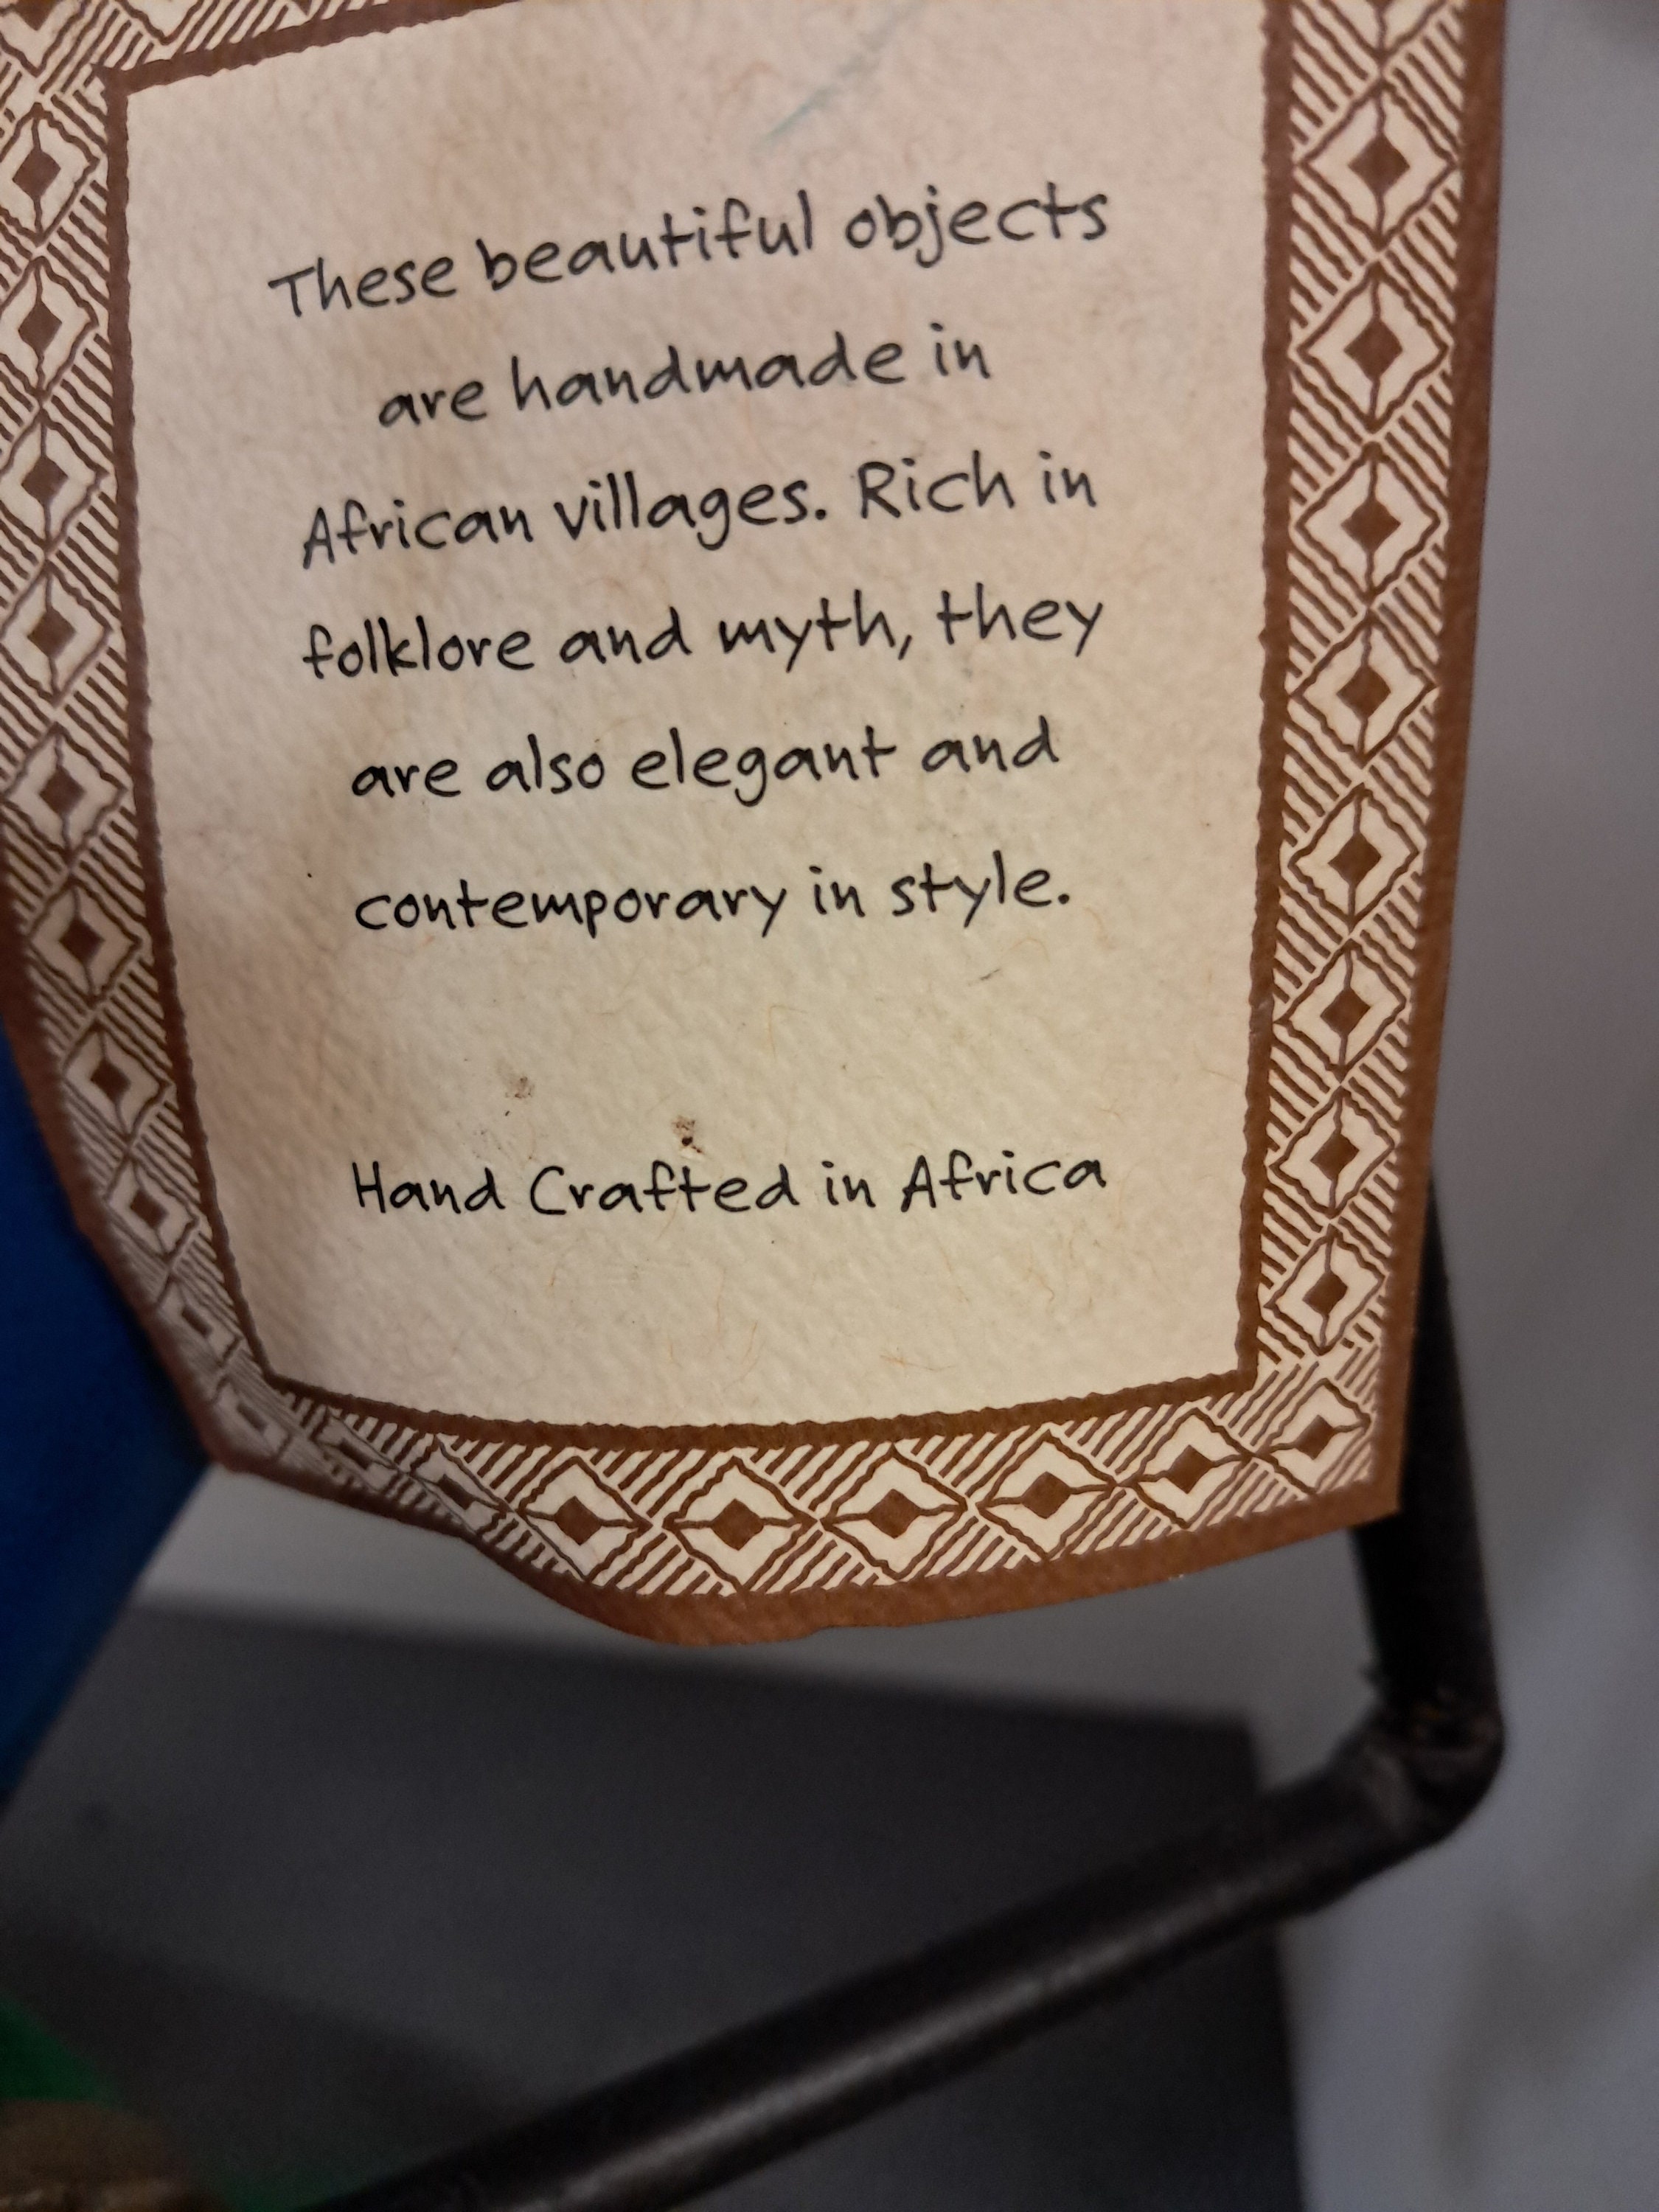 These beautiful objects
are handmade in
African villages. Rich in
folklore and myth, they
are also elegant and
contemporary in style.
Hand Crafted in Africa